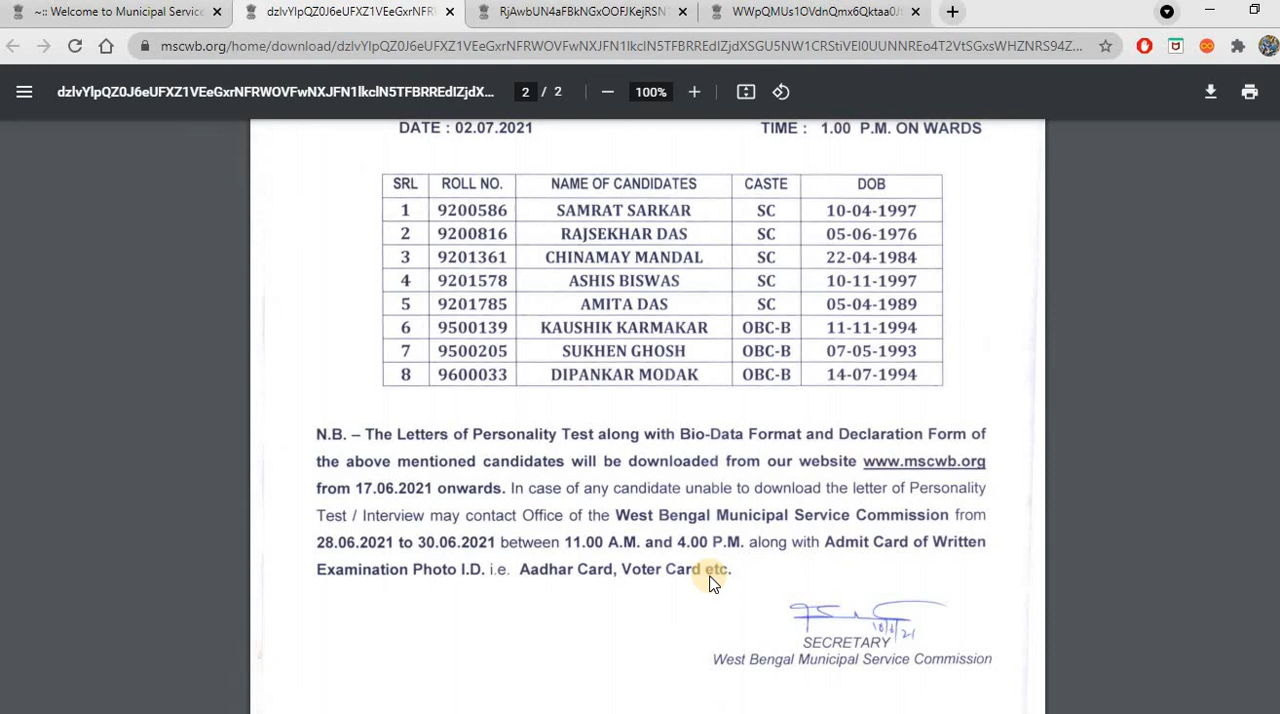 ~:: Welcome to Municipal Service
dzlvYlpQZ0J6eUFXZ1VEeGxrNFR
RjAwbUN4aFBkNGxOOFJKejRSN
WWpQMUs1OVdnQmx6Qktaa0J
mscwb.org/home/download/dzlvYlpQZ0J6eUFXZ1VEeGxrNFRWOVFwNXJFN1lkclN5TFBRREdIZjdXSGU5NW1CRStiVEl0UUNNREo4T2VtSGxsWHZNRS94Z...
dzlvYlpQZ0J6eUFXZ1VEeGxrNFRWOVFwNXJFN1lkclN5TFBRREdIZjdX...
2 / 2
100%
DATE : 02.07.2021 TIME : 1.00 P.M. ON WARDS
SRL ROLL NO. NAME OF CANDIDATES CASTE DOB
1 9200586 SAMRAT SARKAR SC 10-04-1997
2 9200816 RAJSEKHAR DAS SC 05-06-1976
3 9201361 CHINAMAY MANDAL SC 22-04-1984
4 9201578 ASHIS BISWAS SC 10-11-1997
5 9201785 AMITA DAS SC 05-04-1989
6 9500139 KAUSHIK KARMAKAR OBC-B 11-11-1994
7 9500205 SUKHEN GHOSH OBC-B 07-05-1993
8 9600033 DIPANKAR MODAK OBC-B 14-07-1994
N.B. – The Letters of Personality Test along with Bio-Data Format and Declaration Form of
the above mentioned candidates will be downloaded from our website www.mscwb.org
from 17.06.2021 onwards. In case of any candidate unable to download the letter of Personality
Test / Interview may contact Office of the West Bengal Municipal Service Commission from
28.06.2021 to 30.06.2021 between 11.00 A.M. and 4.00 P.M. along with Admit Card of Written
Examination Photo I.D. i.e. Aadhar Card, Voter Card etc.
SECRETARY
West Bengal Municipal Service Commission